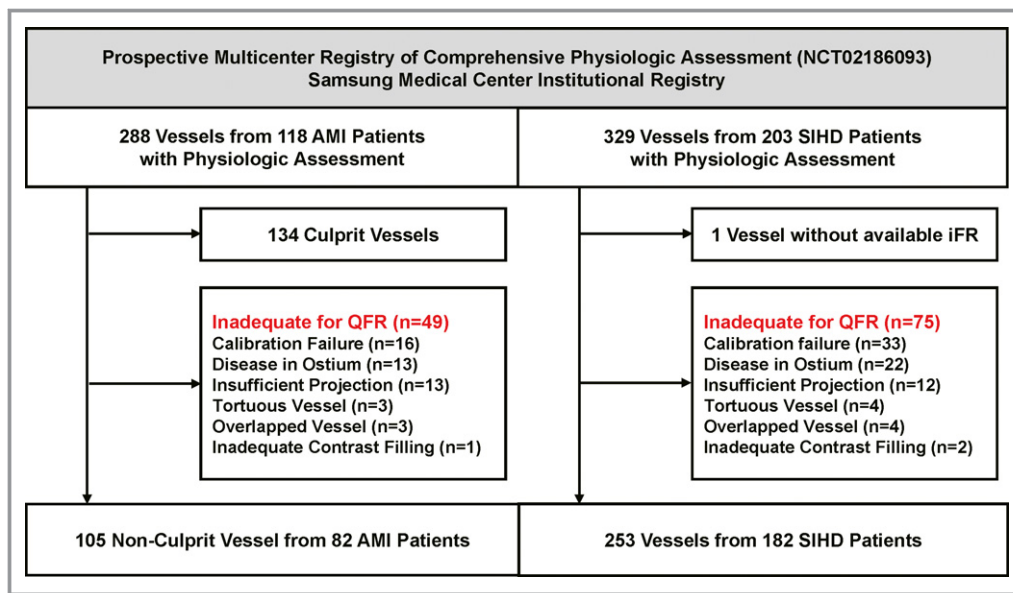 Prospective Multicenter Registry of Comprehensive Physiologic Assessment (NCT02186093)
Samsung Medical Center Institutional Registry
288 Vessels from 118 AMI Patients
with Physiologic Assessment
329 Vessels from 203 SIHD Patients
with Physiologic Assessment
134 Culprit Vessels
1 Vessel without available iFR
Inadequate for QFR (n=49)
Calibration Failure (n=16)
Disease in Ostium (n=13)
Insufficient Projection (n=13)
Tortuous Vessel (n=3)
Overlapped Vessel (n=3)
Inadequate Contrast Filling (n=1)
Inadequate for QFR (n=75)
Calibration failure (n=33)
Disease in Ostium (n=22)
Insufficient Projection (n=12)
Tortuous Vessel (n=4)
Overlapped Vessel (n=4)
Inadequate Contrast Filling (n=2)
105 Non-Culprit Vessel from 82 AMI Patients
253 Vessels from 182 SIHD Patients